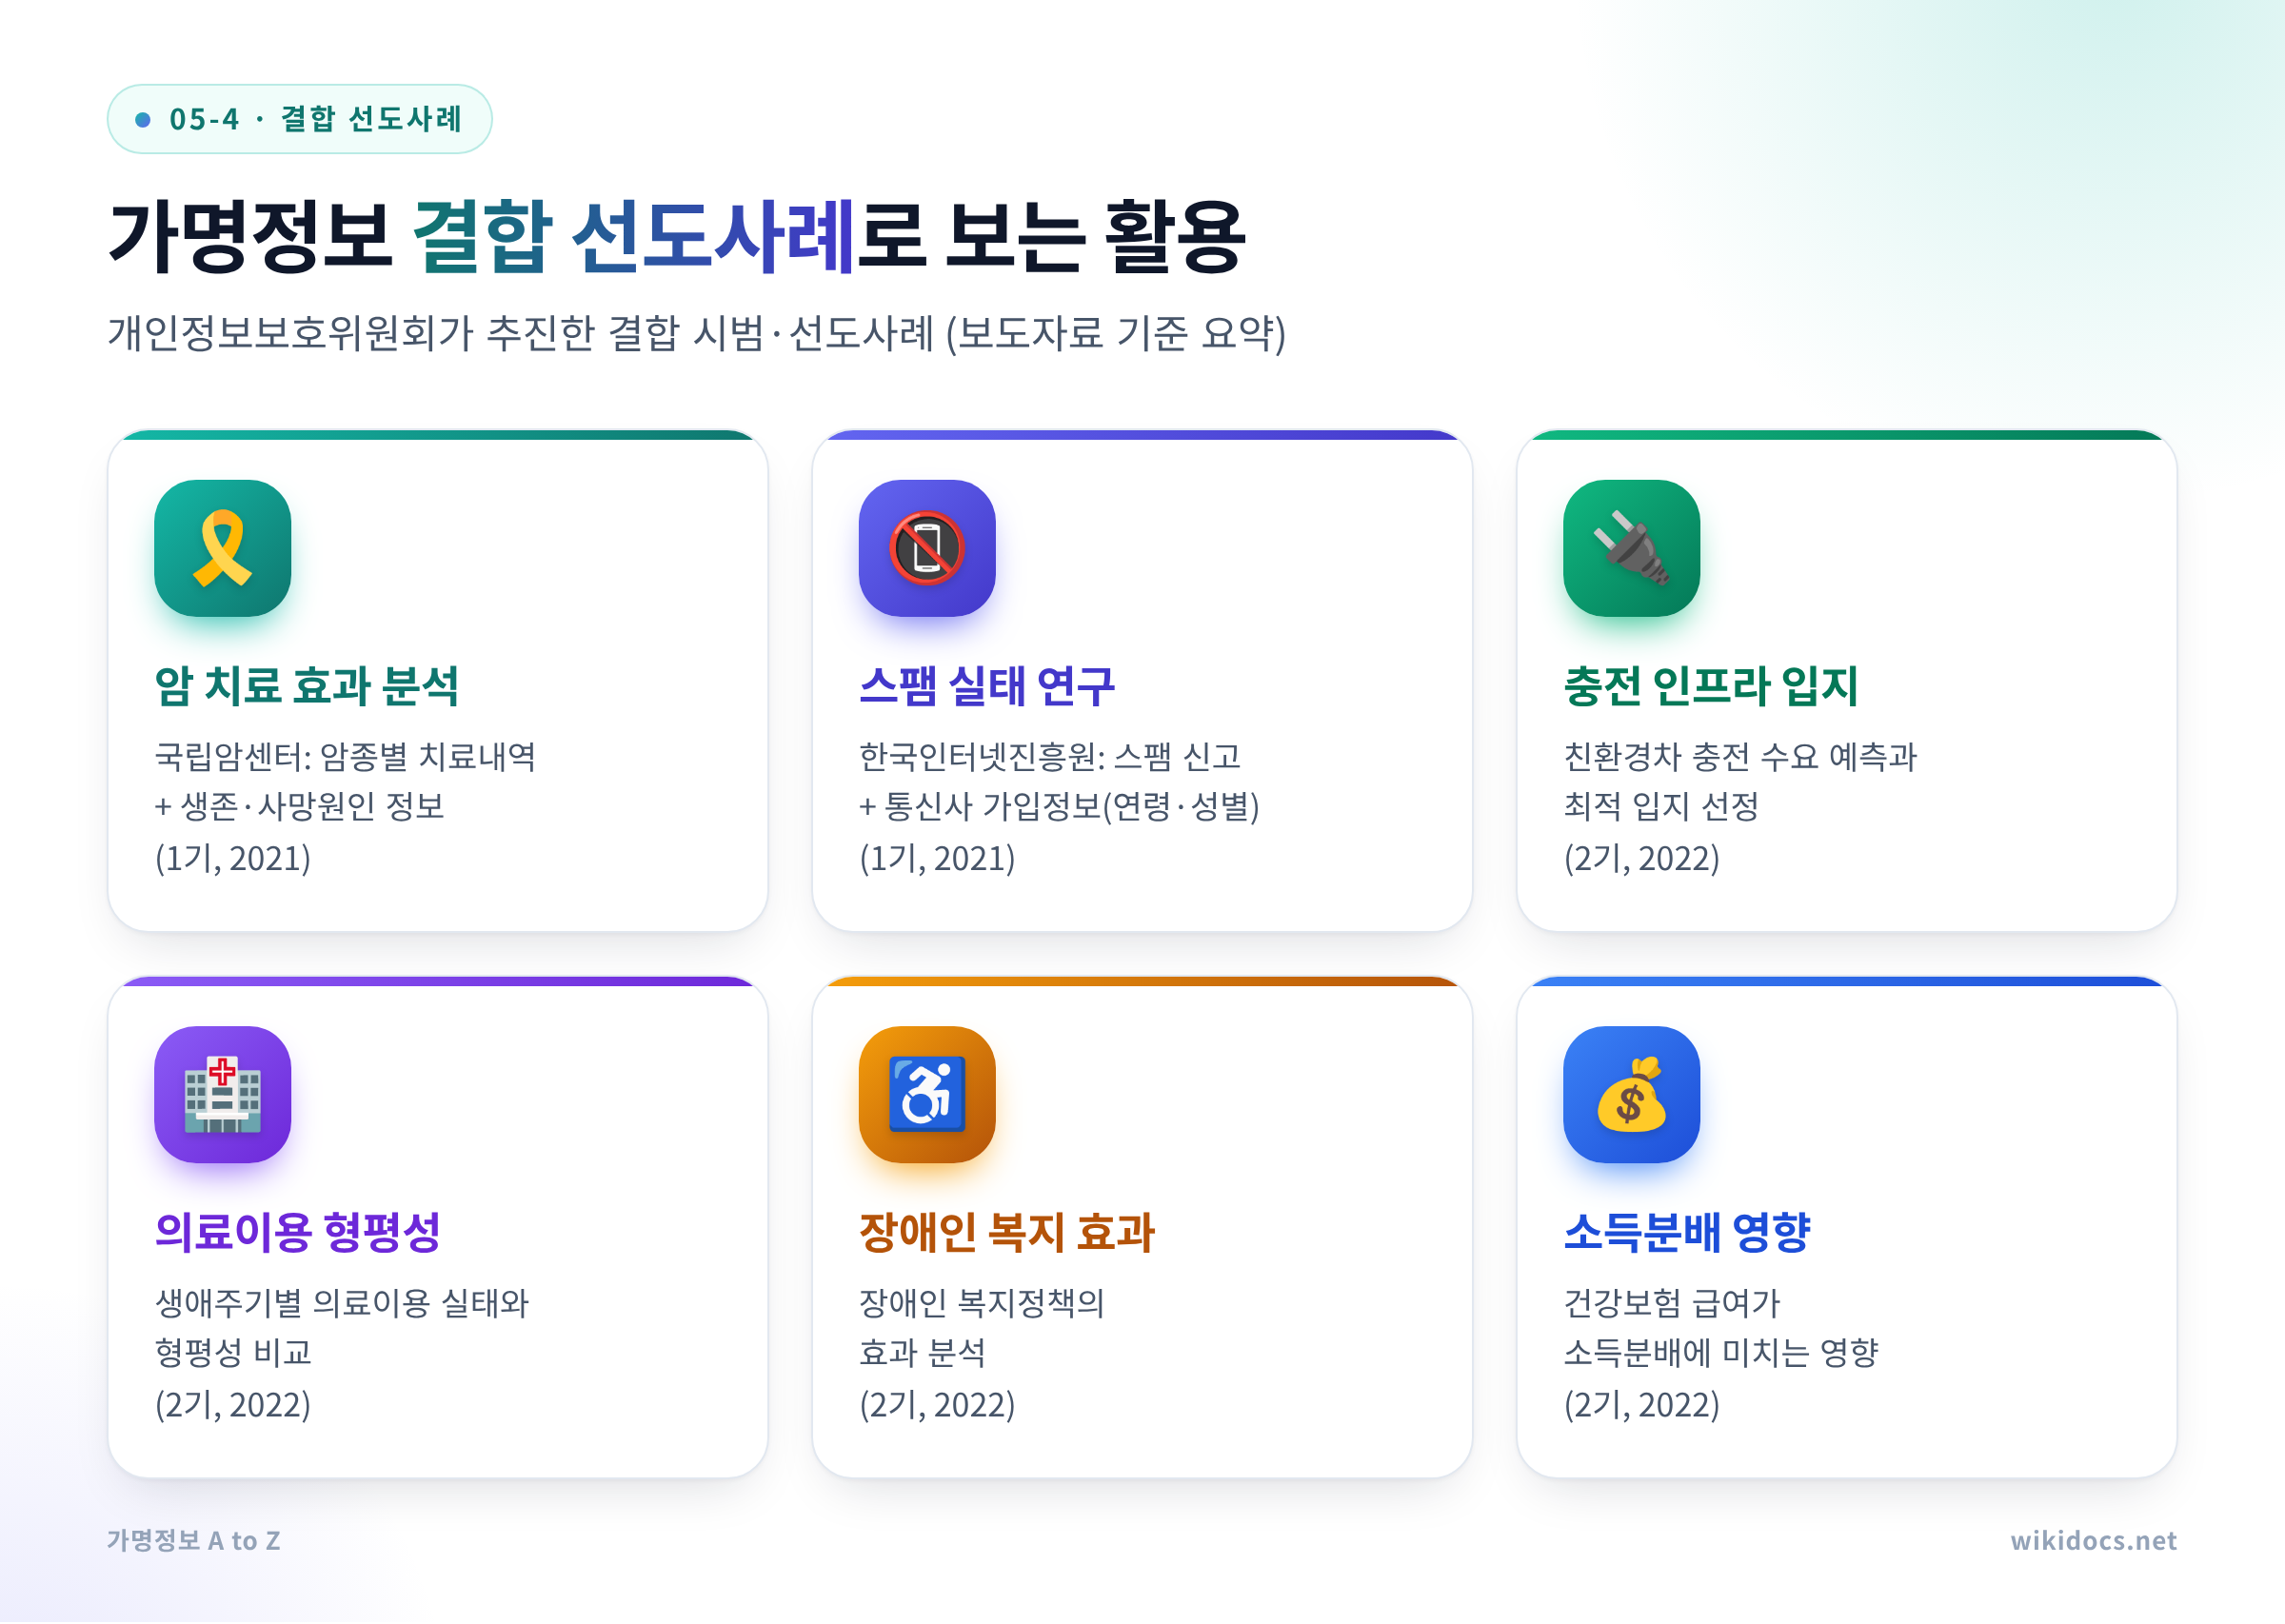 05-4 · 결합 선도사례
가명정보 결합 선도사례로 보는 활용
개인정보보호위원회가 추진한 결합 시범·선도사례 (보도자료 기준 요약)
암 치료 효과 분석
국립암센터: 암종별 치료내역
+ 생존·사망원인 정보
(1기, 2021)
스팸 실태 연구
한국인터넷진흥원: 스팸 신고
+ 통신사 가입정보(연령·성별)
(1기, 2021)
충전 인프라 입지
친환경차 충전 수요 예측과
최적 입지 선정
(2기, 2022)
의료이용 형평성
생애주기별 의료이용 실태와
형평성 비교
(2기, 2022)
장애인 복지 효과
장애인 복지정책의
효과 분석
(2기, 2022)
소득분배 영향
건강보험 급여가
소득분배에 미치는 영향
(2기, 2022)
가명정보 A to Z
wikidocs.net